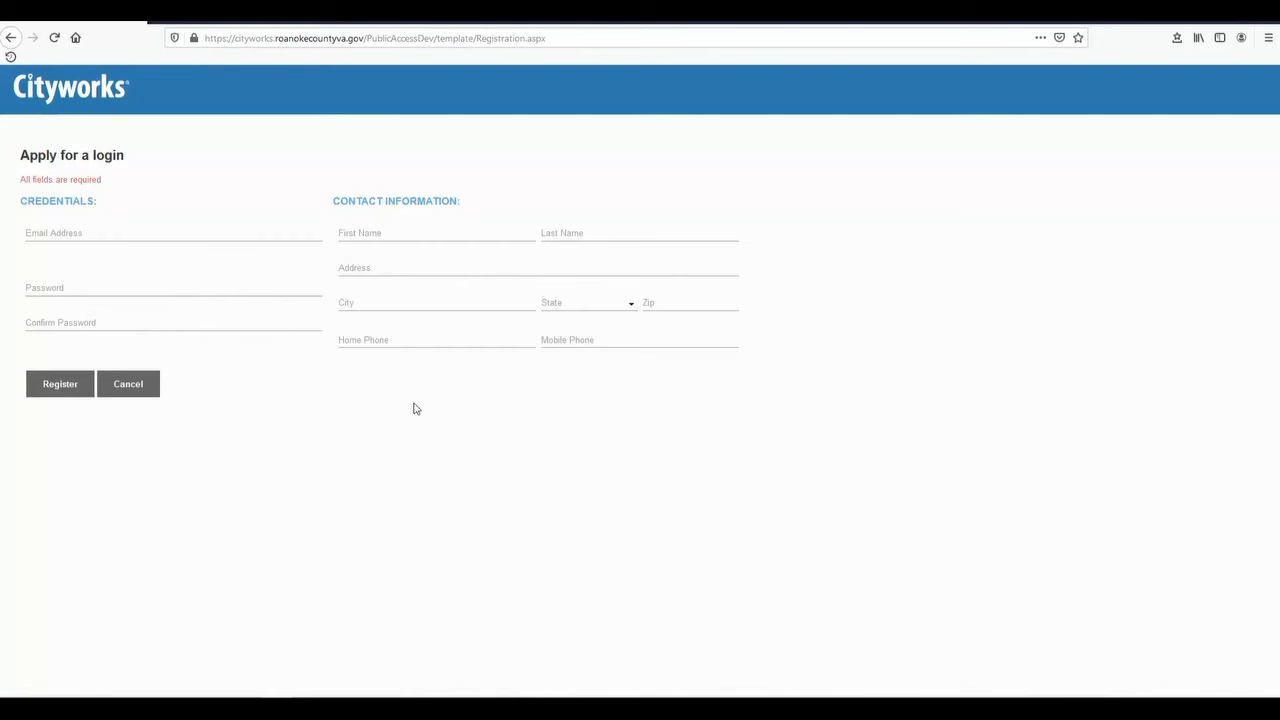 https://cityworks.roanokecountyva.gov/PublicAccessDev/template/Registration.aspx
Cityworks®
Apply for a login
All fields are required
CREDENTIALS:
CONTACT INFORMATION:
Email Address
First Name
Last Name
Address
Password
City
State
Zip
Confirm Password
Home Phone
Mobile Phone
Register
Cancel